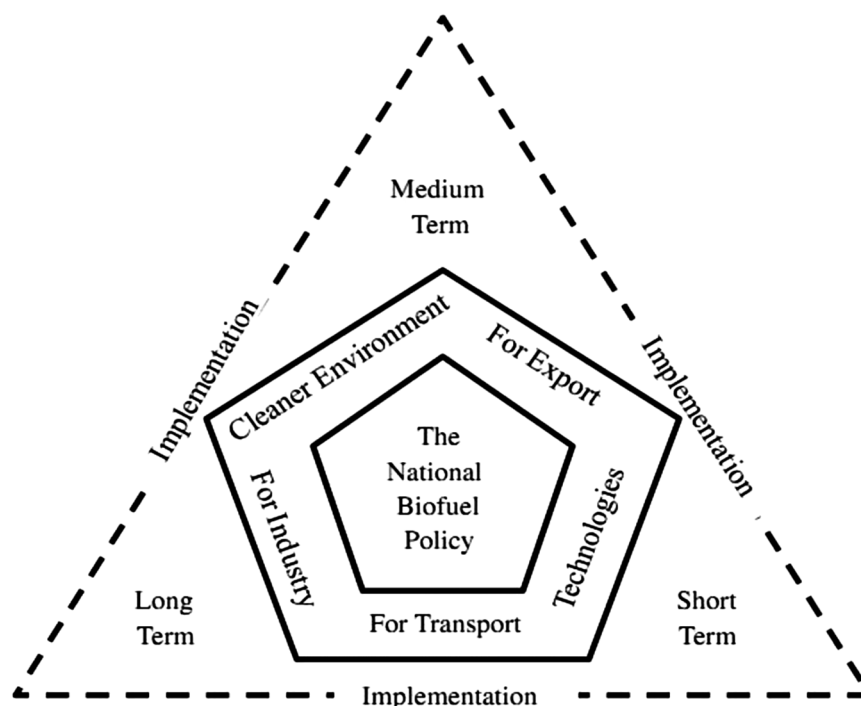 Medium
Term
Implementation
Implementation
Cleaner Environment
For Export
The
National
Biofuel
Policy
For Industry
Technologies
For Transport
Long
Term
Short
Term
Implementation